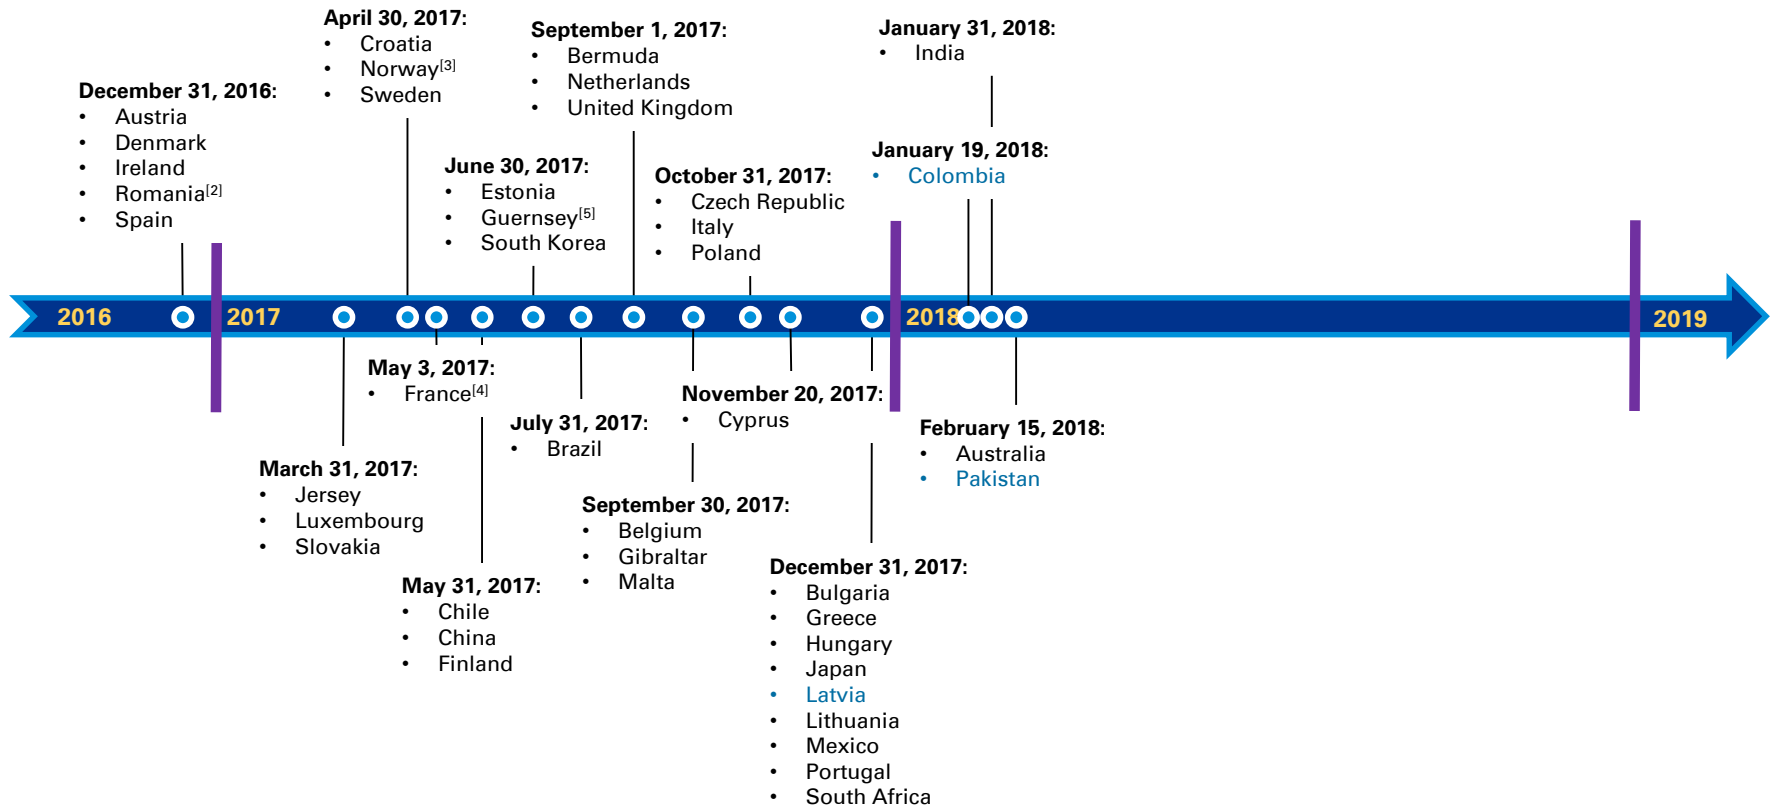 April 30, 2017:
• Croatia
• Norway[3]
• Sweden
September 1, 2017:
• Bermuda
• Netherlands
• United Kingdom
January 31, 2018:
• India
December 31, 2016:
• Austria
• Denmark
• Ireland
• Romania[2]
• Spain
June 30, 2017:
• Estonia
• Guernsey[5]
• South Korea
October 31, 2017:
• Czech Republic
• Italy
• Poland
January 19, 2018:
• Colombia
2016
2017
2018
2019
May 3, 2017:
• France[4]
July 31, 2017:
• Brazil
November 20, 2017:
• Cyprus
February 15, 2018:
• Australia
• Pakistan
March 31, 2017:
• Jersey
• Luxembourg
• Slovakia
September 30, 2017:
• Belgium
• Gibraltar
• Malta
May 31, 2017:
• Chile
• China
• Finland
December 31, 2017:
• Bulgaria
• Greece
• Hungary
• Japan
• Latvia
• Lithuania
• Mexico
• Portugal
• South Africa